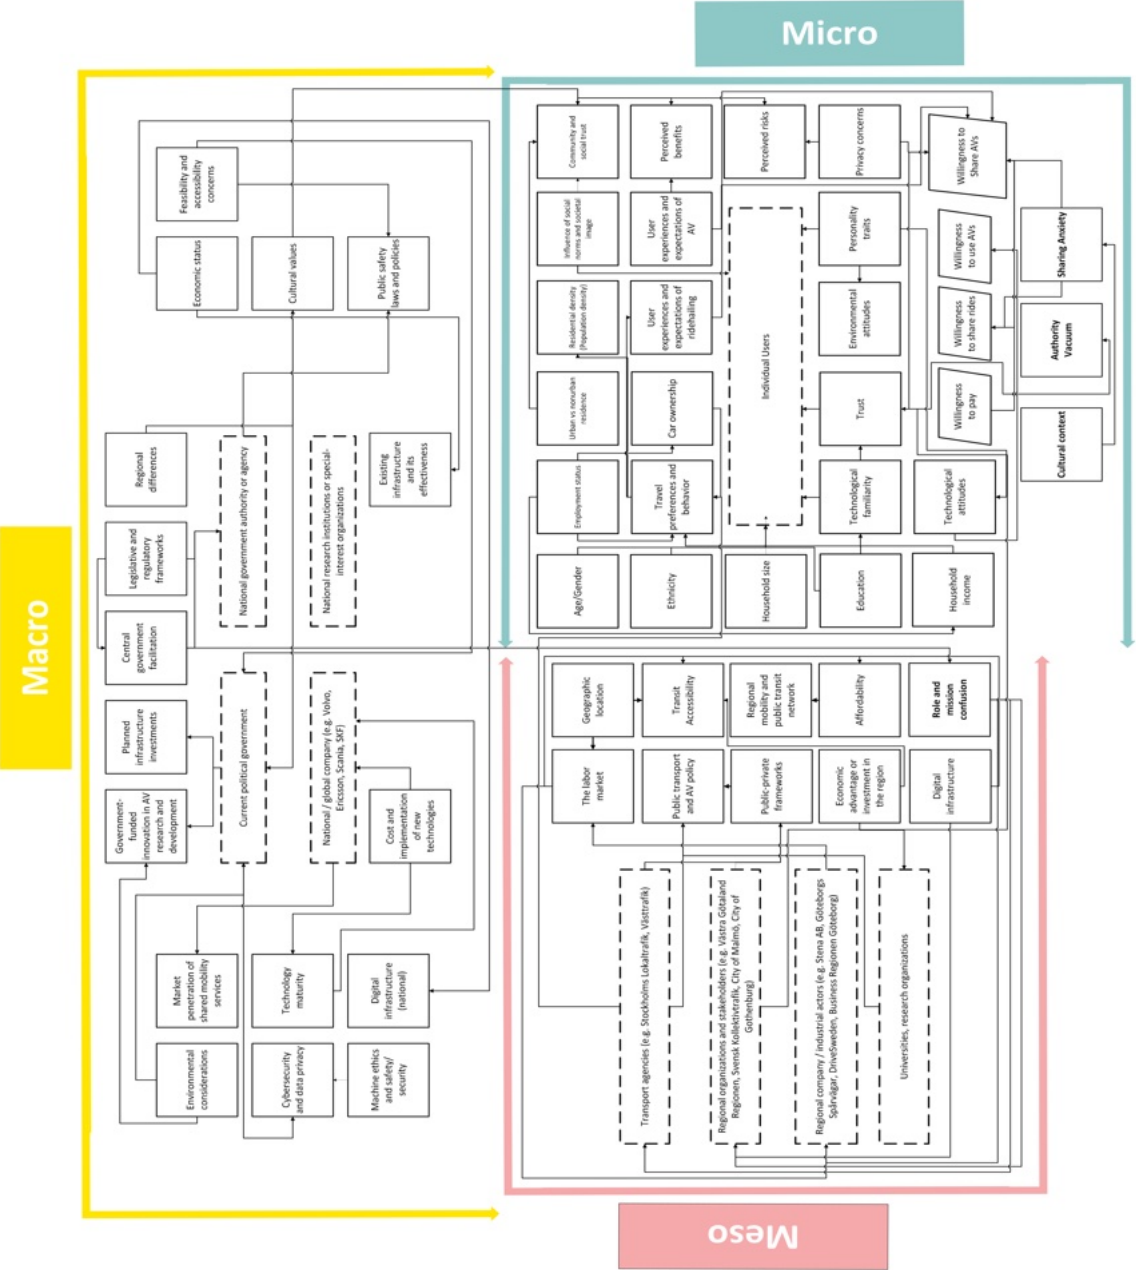 Macro
Micro
Meso
Feasibility and
accessibility
concerns
Economic status
Cultural values
Public safety
laws and policies
Regional
differences
Legislative and
regulatory
frameworks
Central
government
facilitation
Planned
infrastructure
investments
Government-
funded
innovation in AV
research and
development
National government authority or agency
National research institutions or special-
interest organizations
Existing
infrastructure
and its
effectiveness
Current political government
National / global company (e.g. Volvo,
Ericsson, Scania, SKF)
Cost and
implementation
of new
technologies
Market
penetration of
shared mobility
services
Technology
maturity
Digital
infrastructure
(national)
Environmental
considerations
Cybersecurity
and data privacy
Machine ethics
and safety/
security
Community and
social trust
Perceived
benefits
Perceived risks
Privacy concerns
Willingness to
Share AVs
Influence of social
norms and societal
image
User
experiences and
expectations of
AV
Personality
traits
Willingness
to use AVs
Sharing Anxiety
Residential density
(Population density)
User
experiences and
expectations of
ridehailing
Individual Users
Environmental
attitudes
Willingness
to share rides
Authority
Vacuum
Urban vs nonurban
residence
Car ownership
Trust
Willingness
to pay
Cultural context
Employment status
Travel
preferences and
behavior
Technological
familiarity
Technological
attitudes
Age/Gender
Ethnicity
Household size
Education
Household
income
Geographic
location
Transit
Accessibility
Regional
mobility and
public transit
network
Affordability
Role and
mission
confusion
The labor
market
Public transport
and AV policy
Public-private
frameworks
Economic
advantage or
investment in
the region
Digital
infrastructure
Transport agencies (e.g. Stockholms Lokaltrafik, Västtrafik)
Regional organizations and stakeholders (e.g. Västra Götaland
Regionen, Svensk Kollektivtrafik, City of Malmö, City of
Gothenburg)
Regional company / industrial actors (e.g. Stena AB, Göteborgs
Spårvägar, DriveSweden, Business Regionen Göteborg)
Universities, research organizations